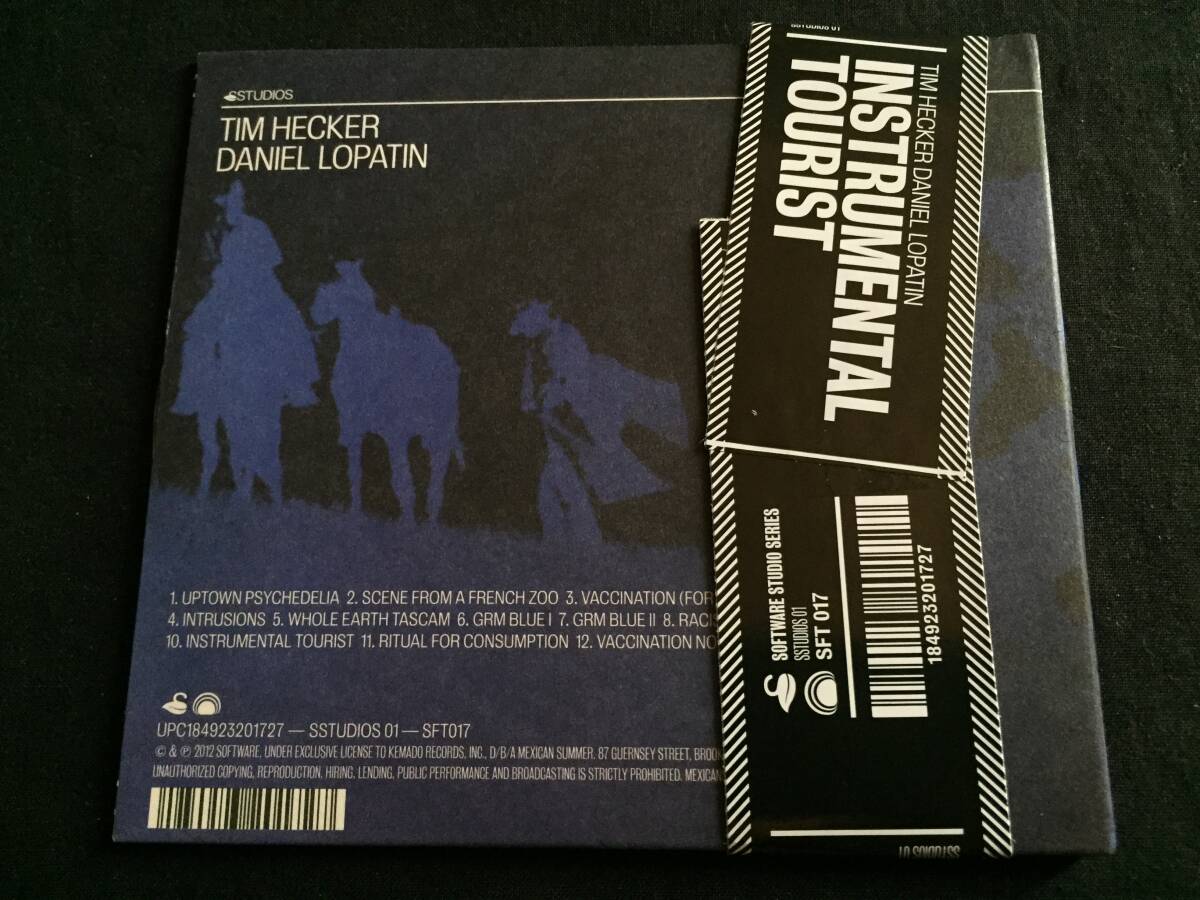 SSTUDIOS
TIM HECKER
DANIEL LOPATIN
1. UPTOWN PSYCHEDELIA 2. SCENE FROM A FRENCH ZOO 3. VACCINATION (FOR
4. INTRUSIONS 5. WHOLE EARTH TASCAM 6. GRM BLUE I 7. GRM BLUE II 8. RACIS
10. INSTRUMENTAL TOURIST 11. RITUAL FOR CONSUMPTION 12. VACCINATION NO
UPC184923201727 — SSTUDIOS 01 — SFT017
© & ℗ 2012 SOFTWARE, UNDER EXCLUSIVE LICENSE TO KEMADO RECORDS, INC., D/B/A MEXICAN SUMMER. 87 GUERNSEY STREET, BROO
UNAUTHORIZED COPYING, REPRODUCTION, HIRING, LENDING, PUBLIC PERFORMANCE AND BROADCASTING IS STRICTLY PROHIBITED. MEXICAN
SSTUDIOS 01
TIM HECKER DANIEL LOPATIN
INSTRUMENTAL
TOURIST
SOFTWARE STUDIO SERIES
SSTUDIOS 01
SFT 017
184923201727
SSTUDIOS 01